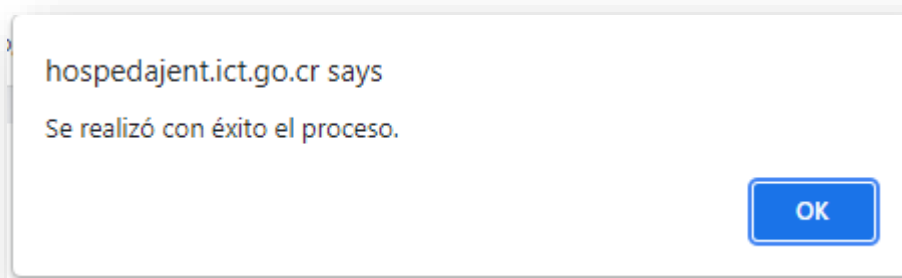 hospedajent.ict.go.cr says
Se realizó con éxito el proceso.
OK